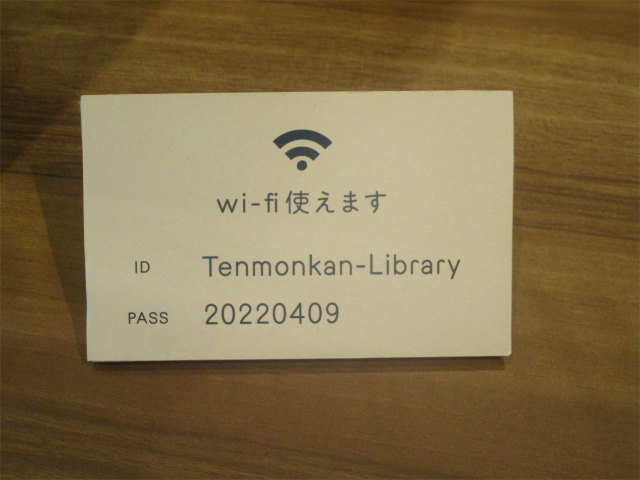 wi-fi使えます
ID Tenmonkan-Library
PASS 20220409